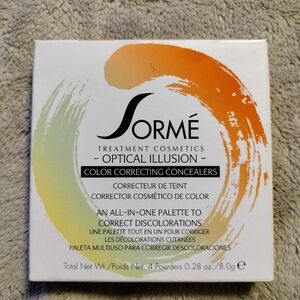 SORMÉ
TREATMENT COSMETICS
- OPTICAL ILLUSION -
COLOR CORRECTING CONCEALERS
CORRECTEUR DE TEINT
CORRECTOR COSMÉTICO DE COLOR
AN ALL-IN-ONE PALETTE TO
CORRECT DISCOLORATIONS
UNE PALETTE TOUT EN UN POUR CORRIGER
LES DÉCOLORATIONS CUTANÉES
PALETA MULTIUSO PARA CORREGIR DESCOLORACIONES
Total Net Wt./Poids Net. 4 Powders 0.28 oz./8.0g ℮